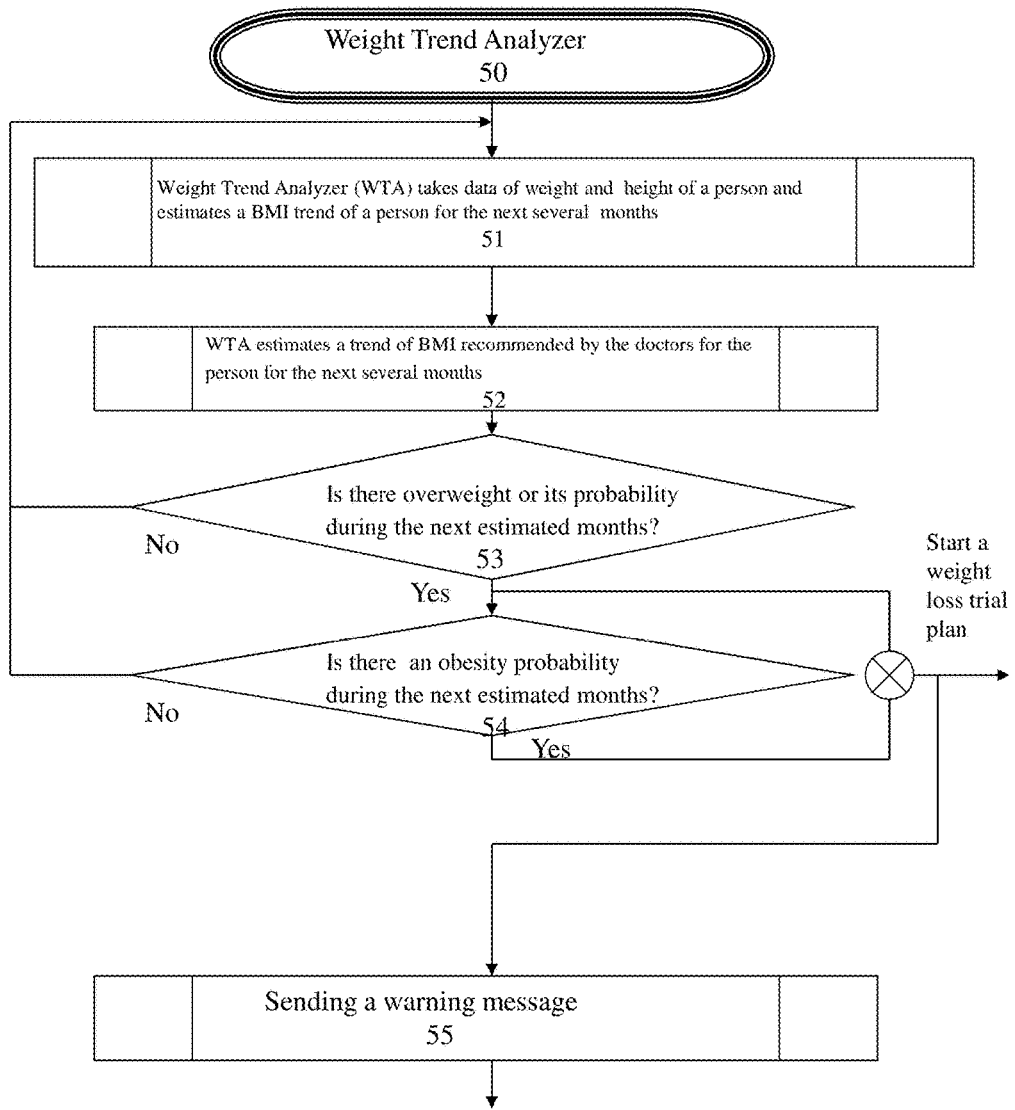 Weight Trend Analyzer
50
Weight Trend Analyzer (WTA) takes data of weight and height of a person and
estimates a BMI trend of a person for the next several months
51
WTA estimates a trend of BMI recommended by the doctors for the
person for the next several months
52
Is there overweight or its probability
during the next estimated months?
53
No
Yes
Start a
weight
loss trial
plan
Is there an obesity probability
during the next estimated months?
54
No
Yes
Sending a warning message
55